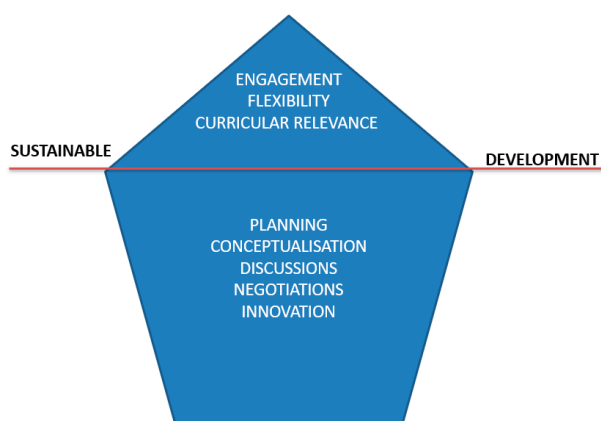 ENGAGEMENT
FLEXIBILITY
CURRICULAR RELEVANCE
SUSTAINABLE
DEVELOPMENT
PLANNING
CONCEPTUALISATION
DISCUSSIONS
NEGOTIATIONS
INNOVATION